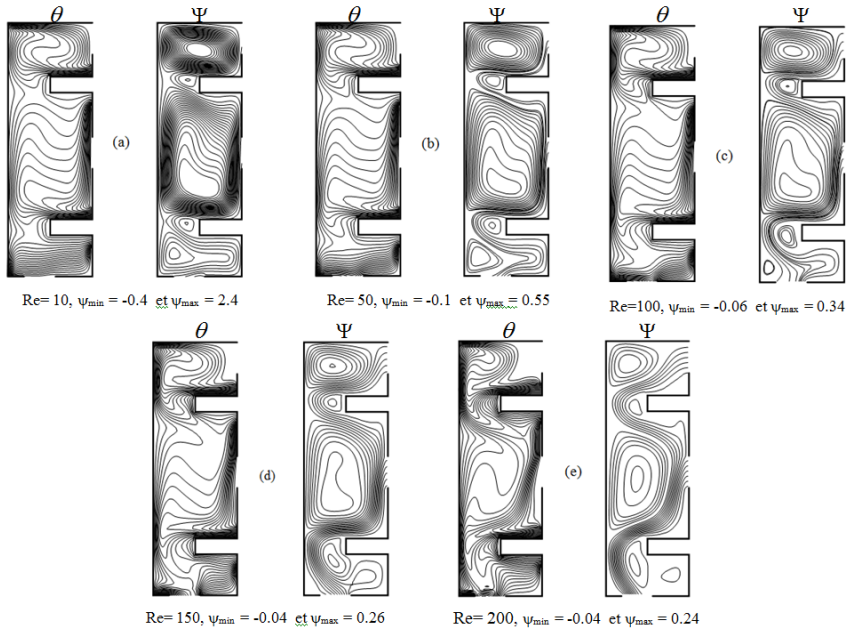 θ Ψ θ Ψ θ Ψ
(a) (b) (c)
Re= 10, ψmin = -0.4 et ψmax = 2.4
Re= 50, ψmin = -0.1 et ψmax = 0.55
Re=100, ψmin = -0.06 et ψmax = 0.34
θ Ψ θ Ψ
(d) (e)
Re= 150, ψmin = -0.04 et ψmax = 0.26
Re= 200, ψmin = -0.04 et ψmax = 0.24